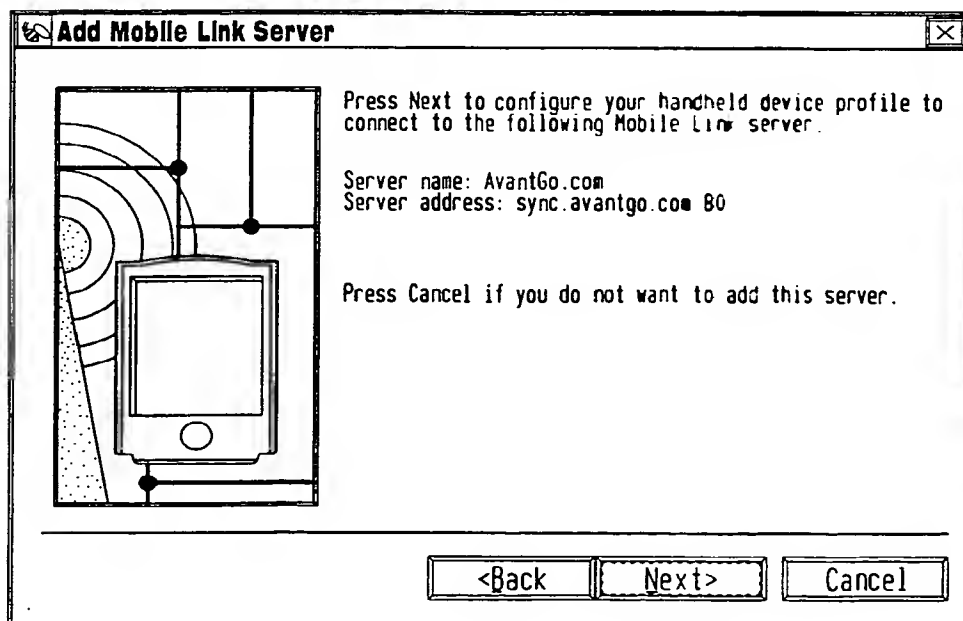 Add Mobile Link Server
Press Next to configure your handheld device profile to
connect to the following Mobile Link server.
Server name: AvantGo.com
Server address: sync.avantgo.com 80
Press Cancel if you do not want to add this server.
<Back Next> Cancel